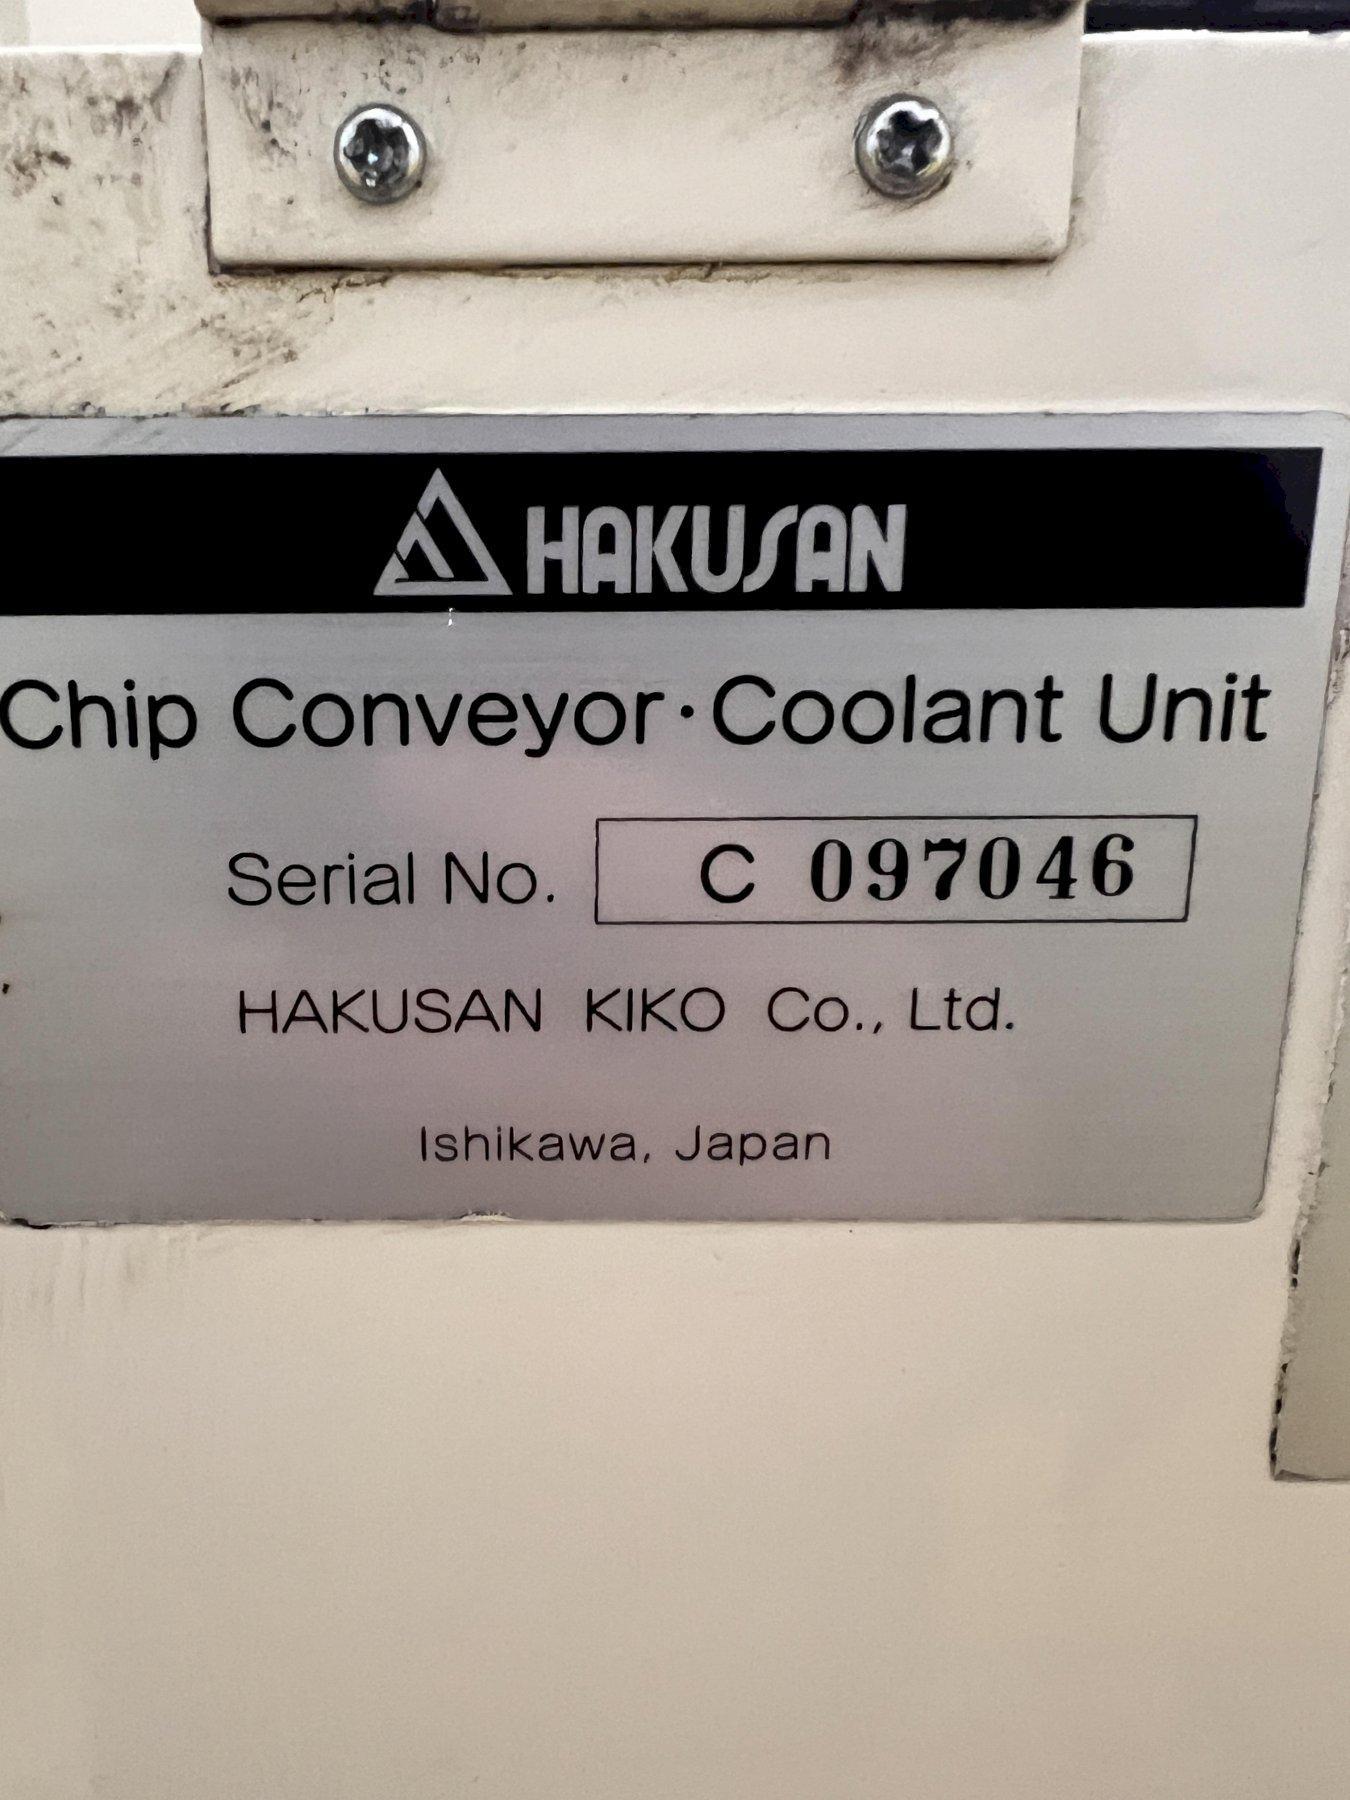 HAKUSAN
Chip Conveyor·Coolant Unit
Serial No. C 097046
HAKUSAN KIKO Co., Ltd.
Ishikawa, Japan